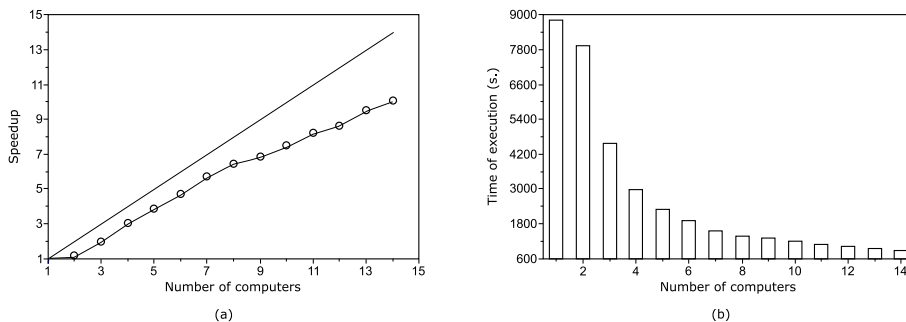 15
13
11
9
7
5
3
1
Speedup
1 3 5 7 9 11 13 15
Number of computers
(a)
9000
7800
6600
5400
4200
3000
1800
600
Time of execution (s.)
2 4 6 8 10 12 14
Number of computers
(b)